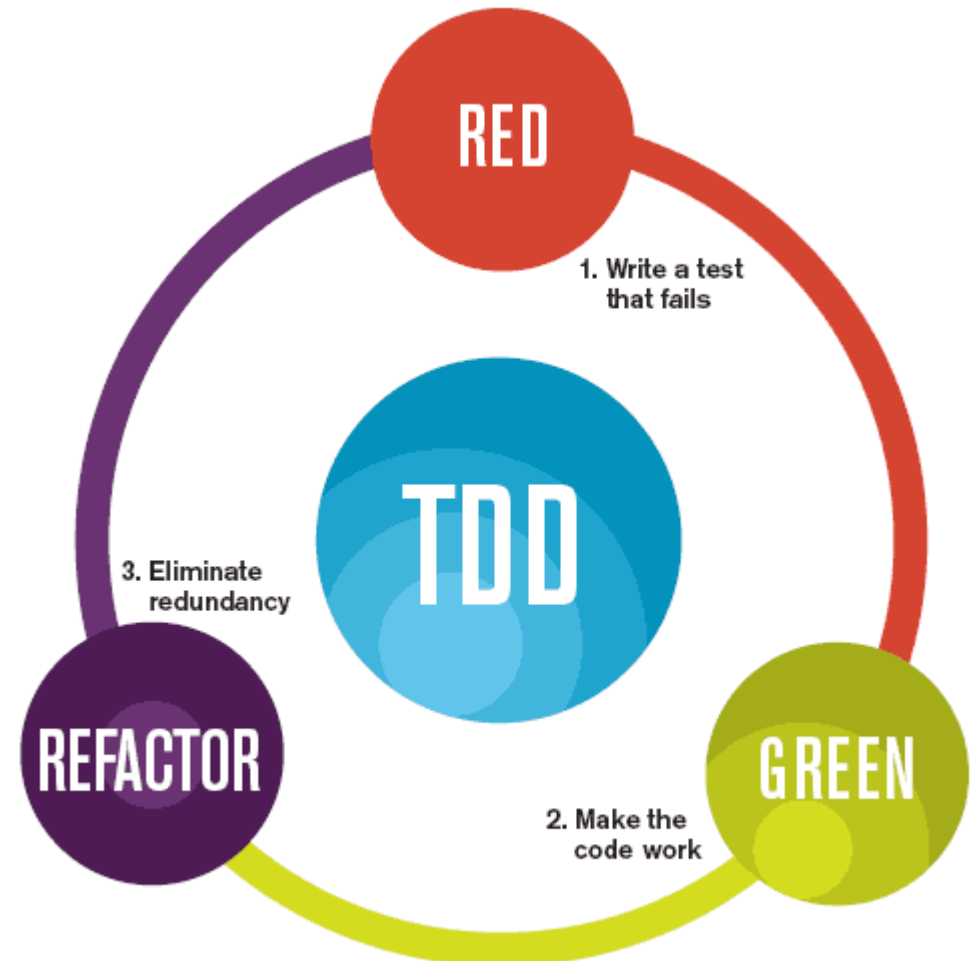 RED
1. Write a test
that fails
TDD
3. Eliminate
redundancy
REFACTOR
GREEN
2. Make the
code work